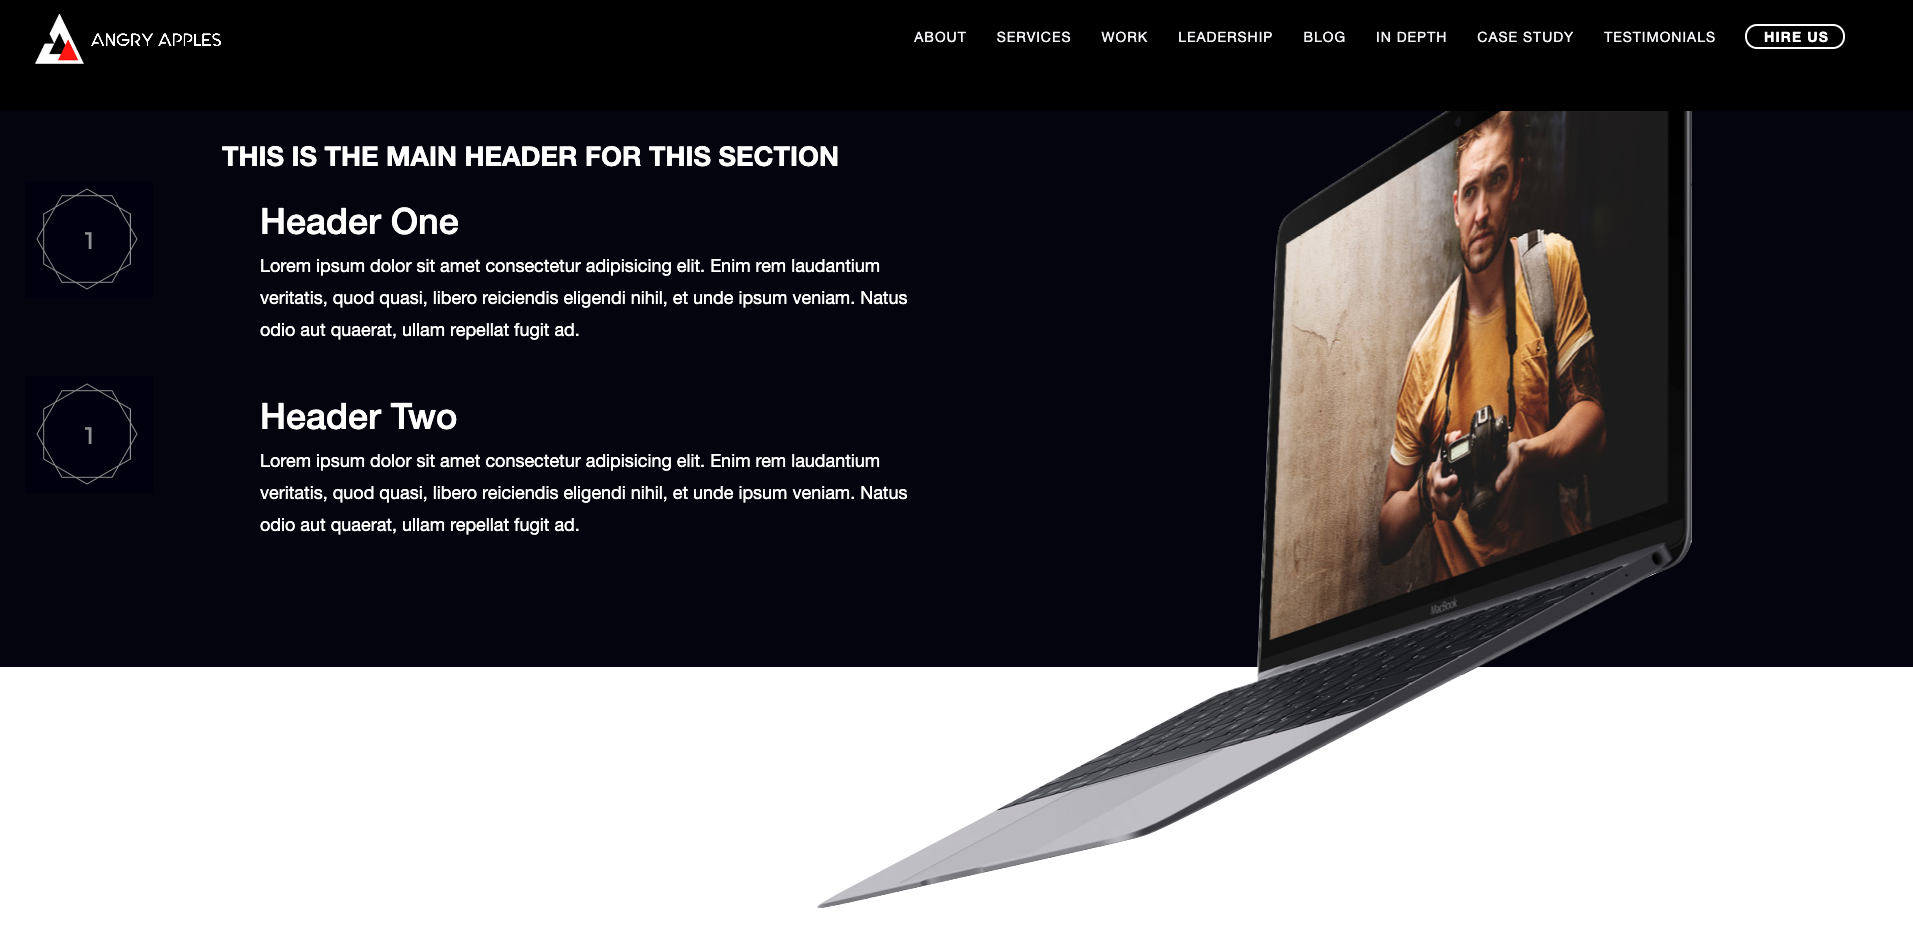 ANGRY APPLES
ABOUT SERVICES WORK LEADERSHIP BLOG IN DEPTH CASE STUDY TESTIMONIALS HIRE US
THIS IS THE MAIN HEADER FOR THIS SECTION
1
Header One
Lorem ipsum dolor sit amet consectetur adipisicing elit. Enim rem laudantium
veritatis, quod quasi, libero reiciendis eligendi nihil, et unde ipsum veniam. Natus
odio aut quaerat, ullam repellat fugit ad.
1
Header Two
Lorem ipsum dolor sit amet consectetur adipisicing elit. Enim rem laudantium
veritatis, quod quasi, libero reiciendis eligendi nihil, et unde ipsum veniam. Natus
odio aut quaerat, ullam repellat fugit ad.
MacBook